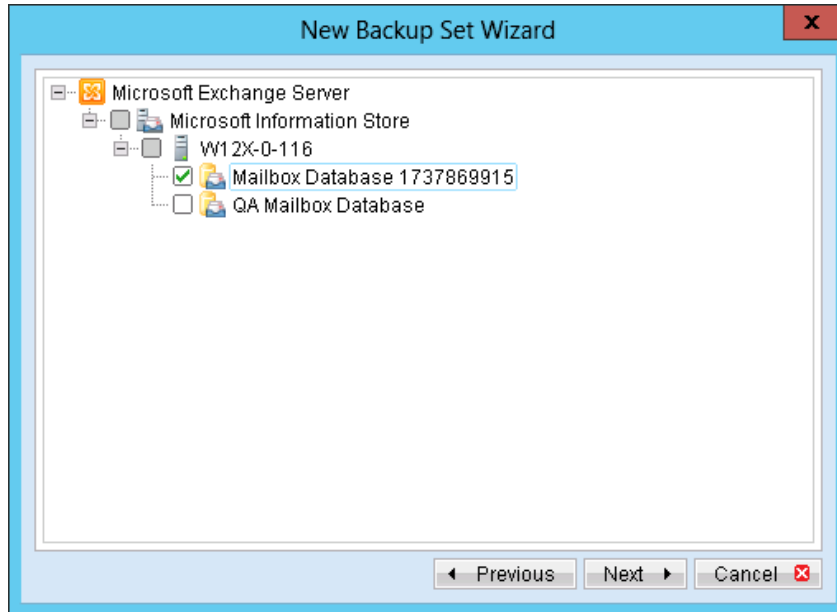 New Backup Set Wizard
x
Microsoft Exchange Server
Microsoft Information Store
W12X-0-116
Mailbox Database 1737869915
QA Mailbox Database
Previous Next Cancel